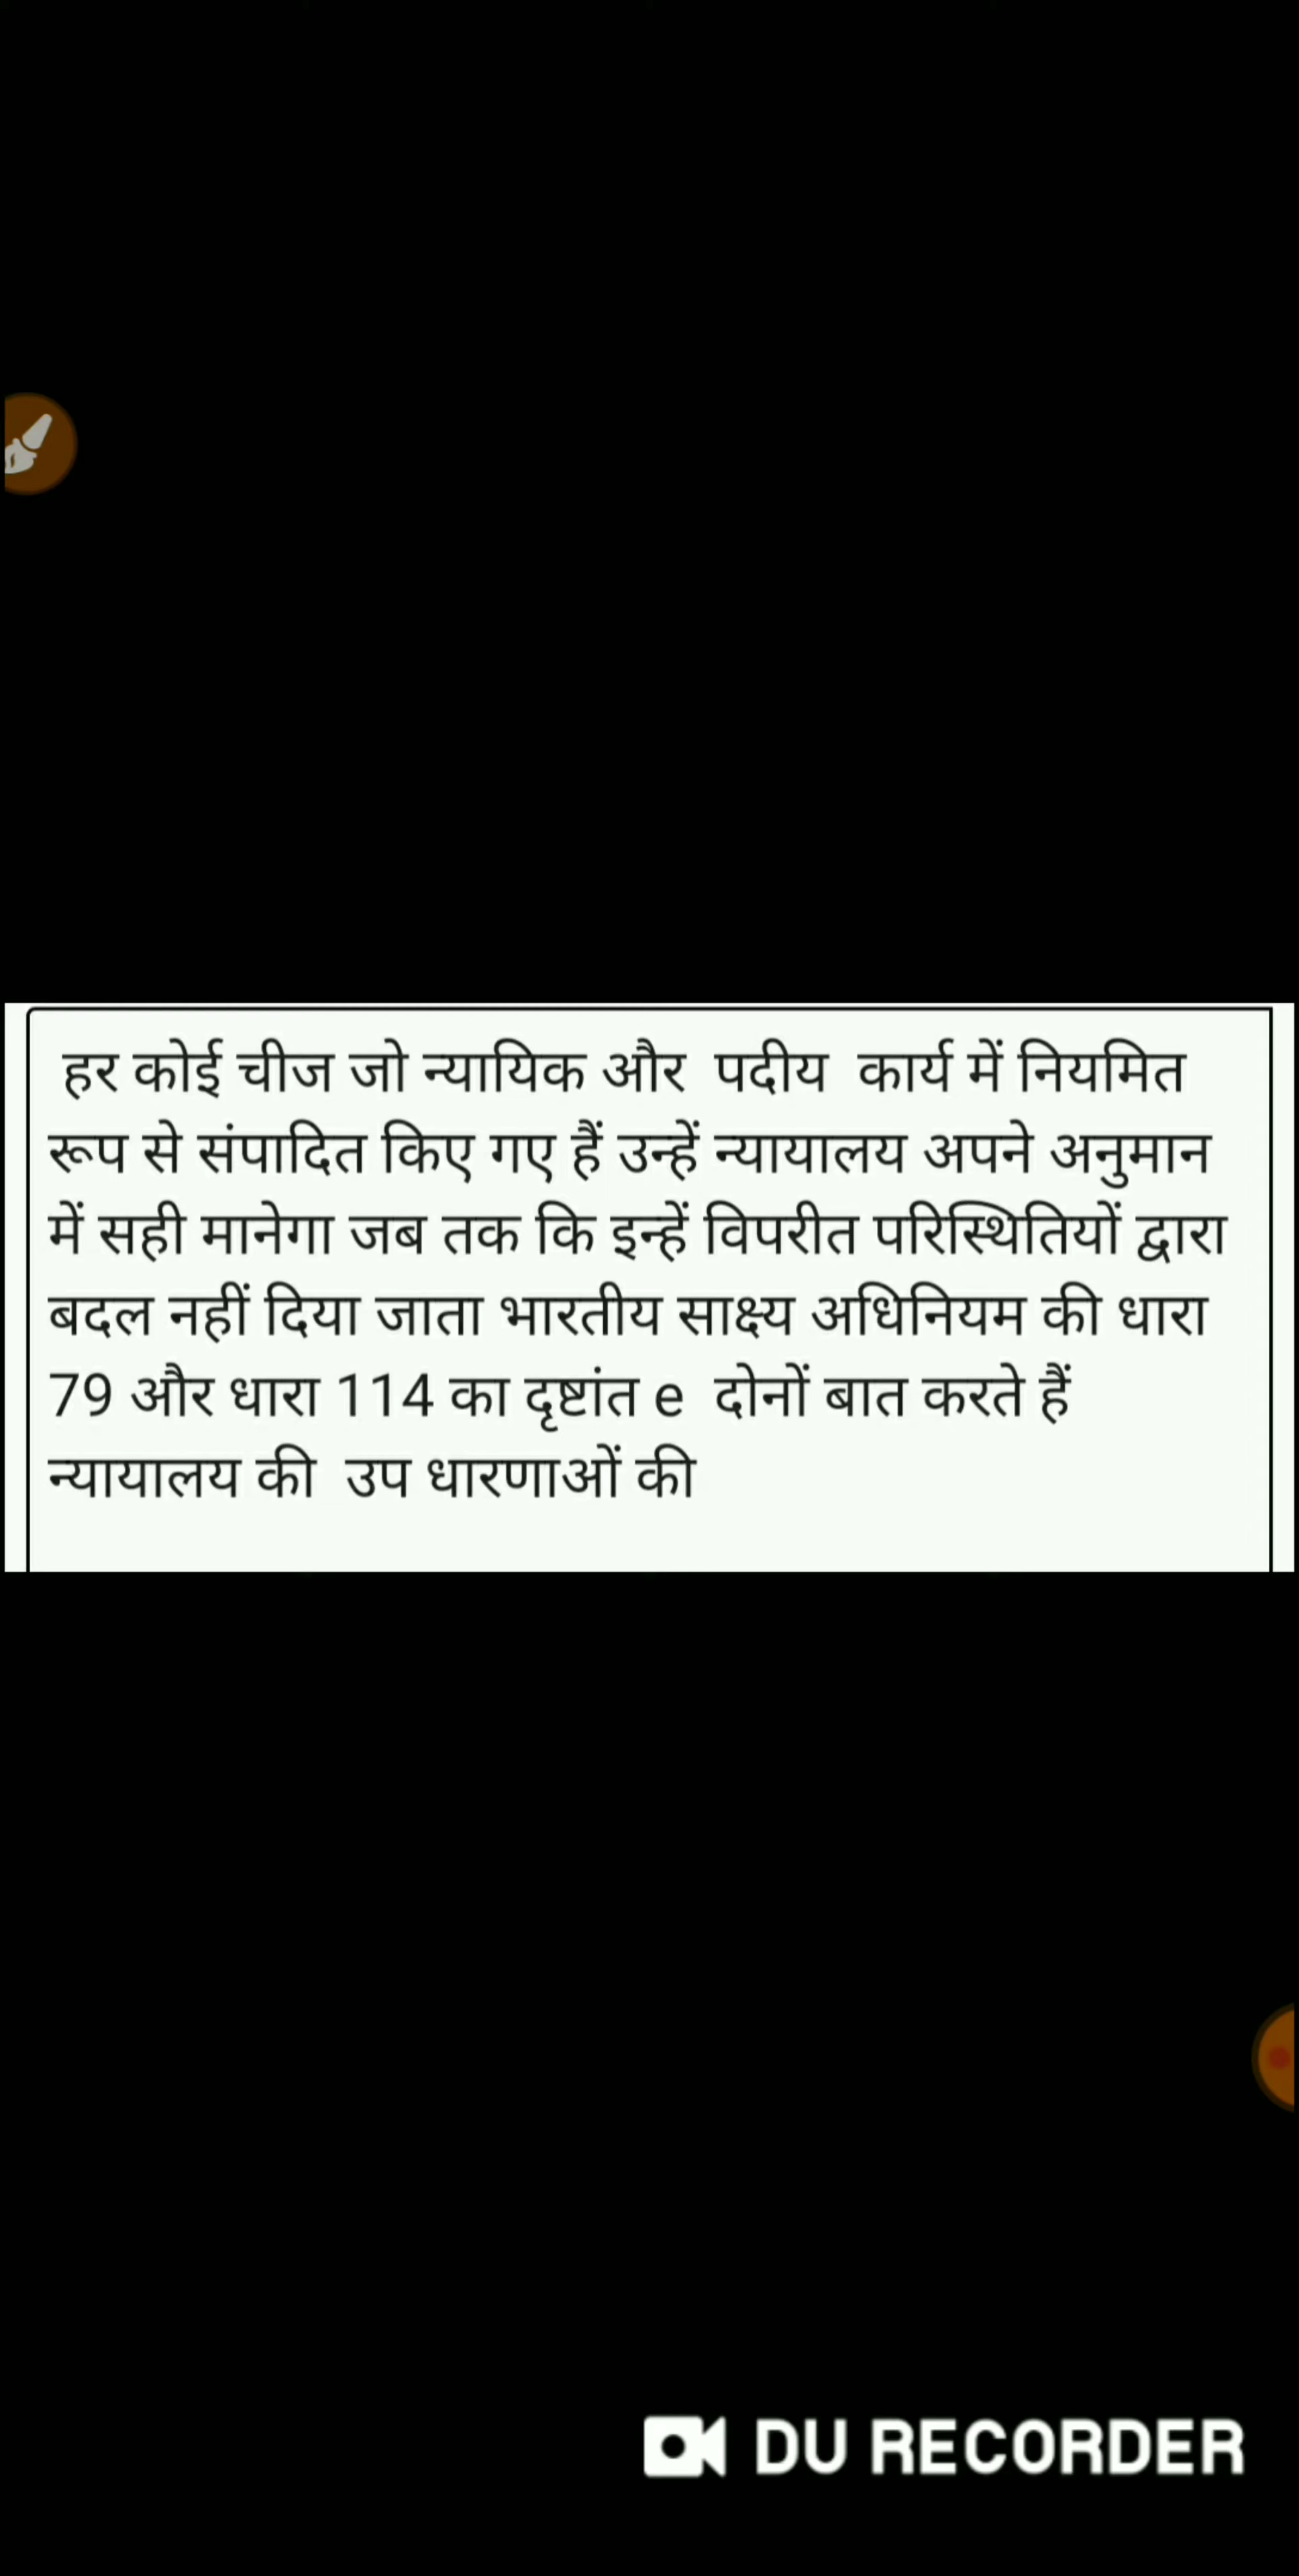 हर कोई चीज जो न्यायिक और पदीय कार्य में नियमित
रूप से संपादित किए गए हैं उन्हें न्यायालय अपने अनुमान
में सही मानेगा जब तक कि इन्हें विपरीत परिस्थितियों द्वारा
बदल नहीं दिया जाता भारतीय साक्ष्य अधिनियम की धारा
79 और धारा 114 का दृष्टांत e दोनों बात करते हैं
न्यायालय की उप धारणाओं की
DU RECORDER